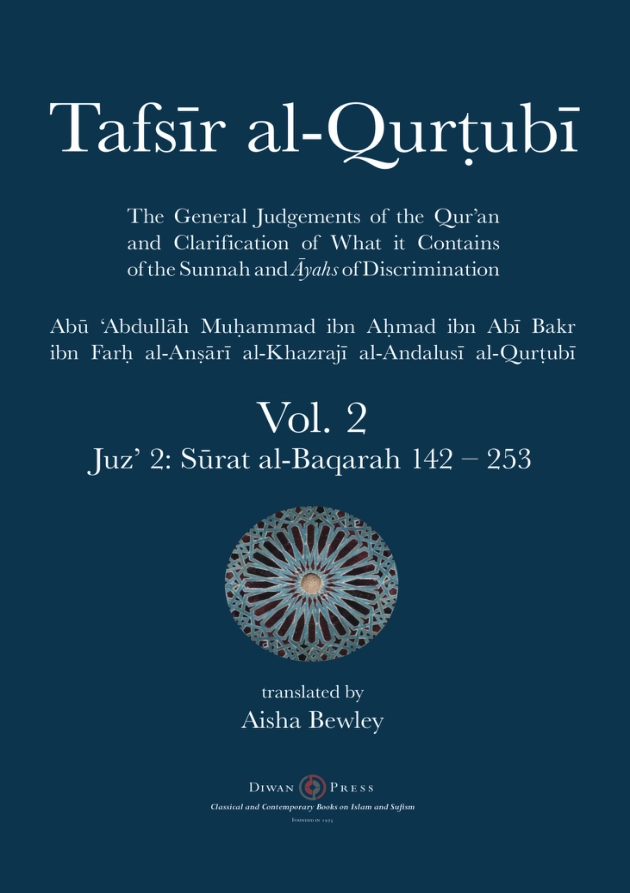 Tafsīr al-Qurṭubī
The General Judgements of the Qur’an
and Clarification of What it Contains
of the Sunnah and Āyahs of Discrimination
Abū ‘Abdullāh Muḥammad ibn Aḥmad ibn Abī Bakr
ibn Farḥ al-Anṣārī al-Khazrajī al-Andalusī al-Qurṭubī
Vol. 2
Juz’ 2: Sūrat al-Baqarah 142 – 253
translated by
Aisha Bewley
Diwan Press
Classical and Contemporary Books on Islam and Sufism